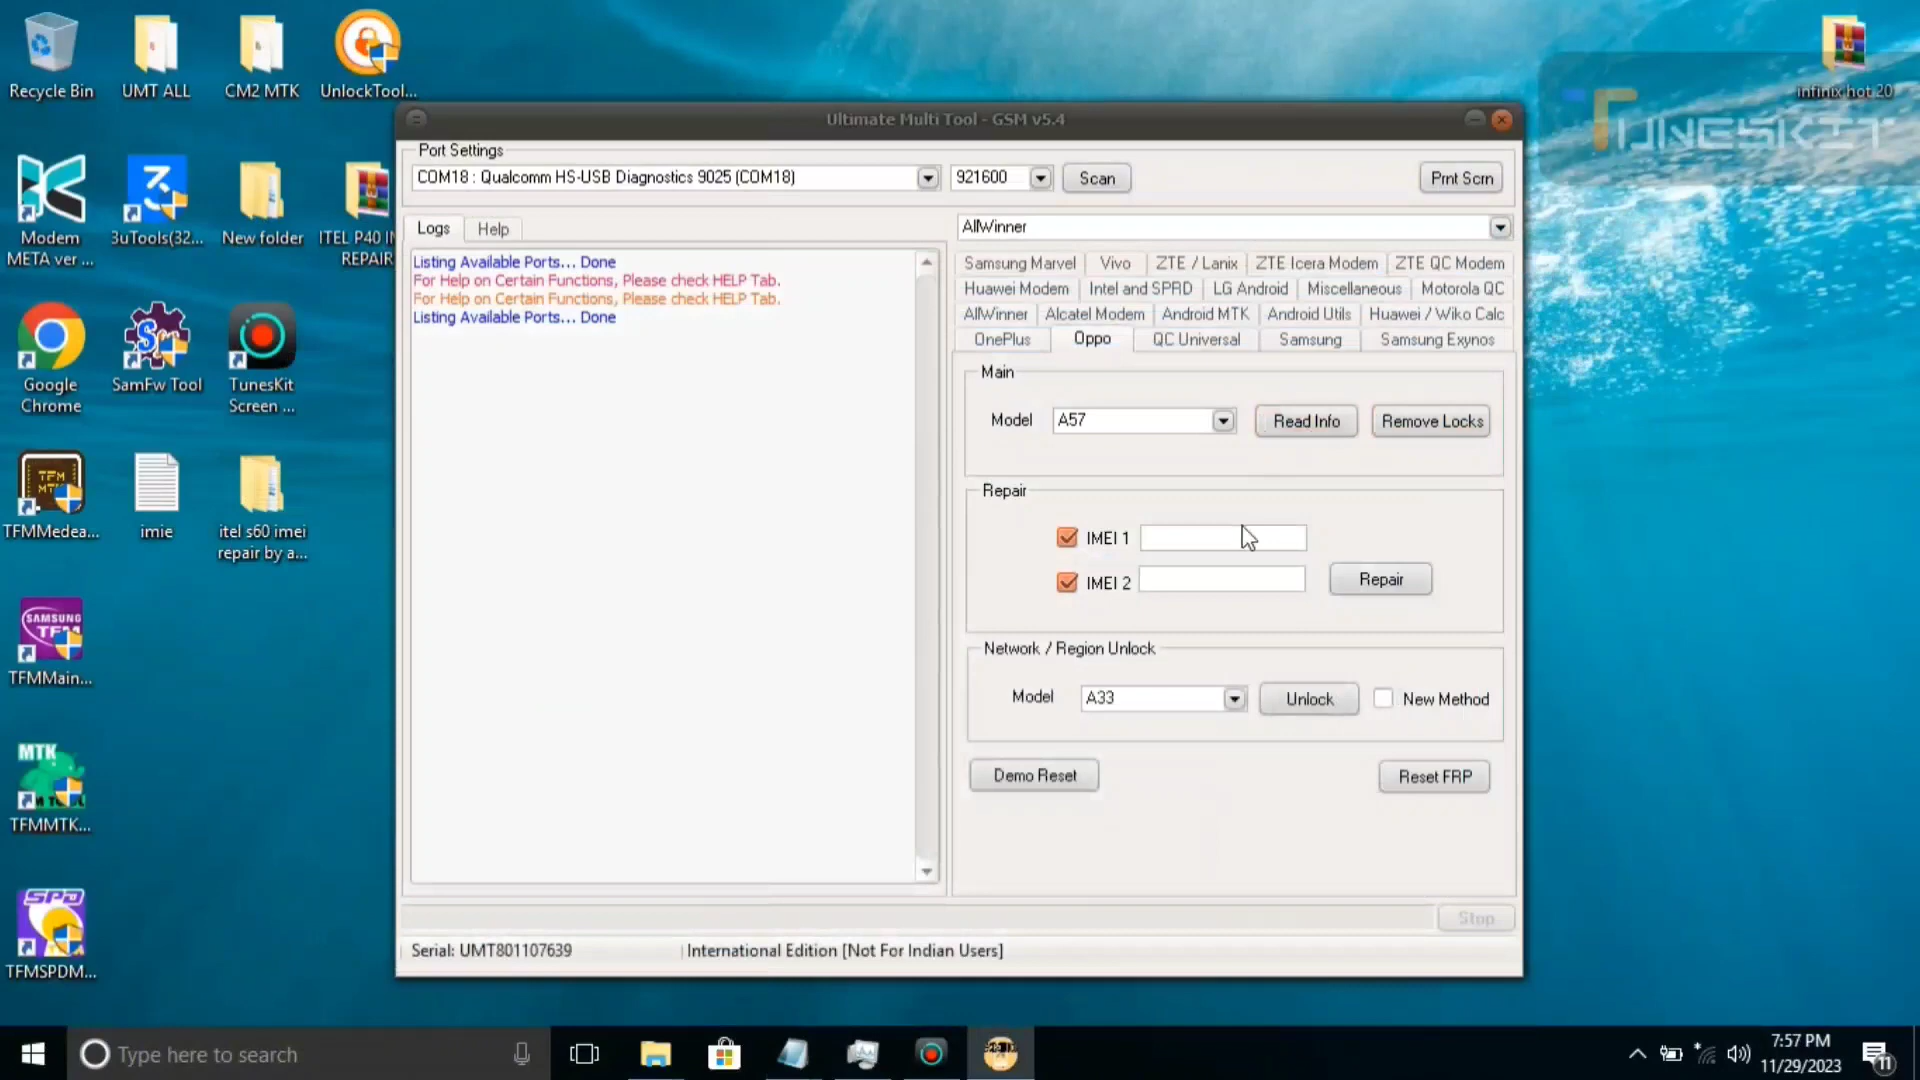 Recycle Bin
UMT ALL
CM2 MTK
UnlockTool...
infinix hot 20
TUNESKIT
Modem
META ver ...
3uTools(32...
New folder
ITEL P40 I
REPAIR
Google
Chrome
SamFw Tool
TunesKit
Screen ...
TFM
TFMMedea...
imie
itel s60 imei
repair by a...
SAMSUNG
TFM
TFMMain...
MTK
TFMMTK...
SPD
TFMSPDM...
Ultimate Multi Tool - GSM v5.4
Port Settings
COM18 : Qualcomm HS-USB Diagnostics 9025 (COM18)
921600
Scan
Prnt Scrn
Logs
Help
Listing Available Ports... Done
For Help on Certain Functions, Please check HELP Tab.
For Help on Certain Functions, Please check HELP Tab.
Listing Available Ports... Done
AllWinner
Samsung Marvel
Vivo
ZTE / Lanix
ZTE Icera Modem
ZTE QC Modem
Huawei Modem
Intel and SPRD
LG Android
Miscellaneous
Motorola QC
AllWinner
Alcatel Modem
Android MTK
Android Utils
Huawei / Wiko Calc
OnePlus
Oppo
QC Universal
Samsung
Samsung Exynos
Main
Model
A57
Read Info
Remove Locks
Repair
IMEI 1
IMEI 2
Repair
Network / Region Unlock
Model
A33
Unlock
New Method
Demo Reset
Reset FRP
Stop
Serial: UMT801107639
International Edition [Not For Indian Users]
Type here to search
7:57 PM
11/29/2023
11